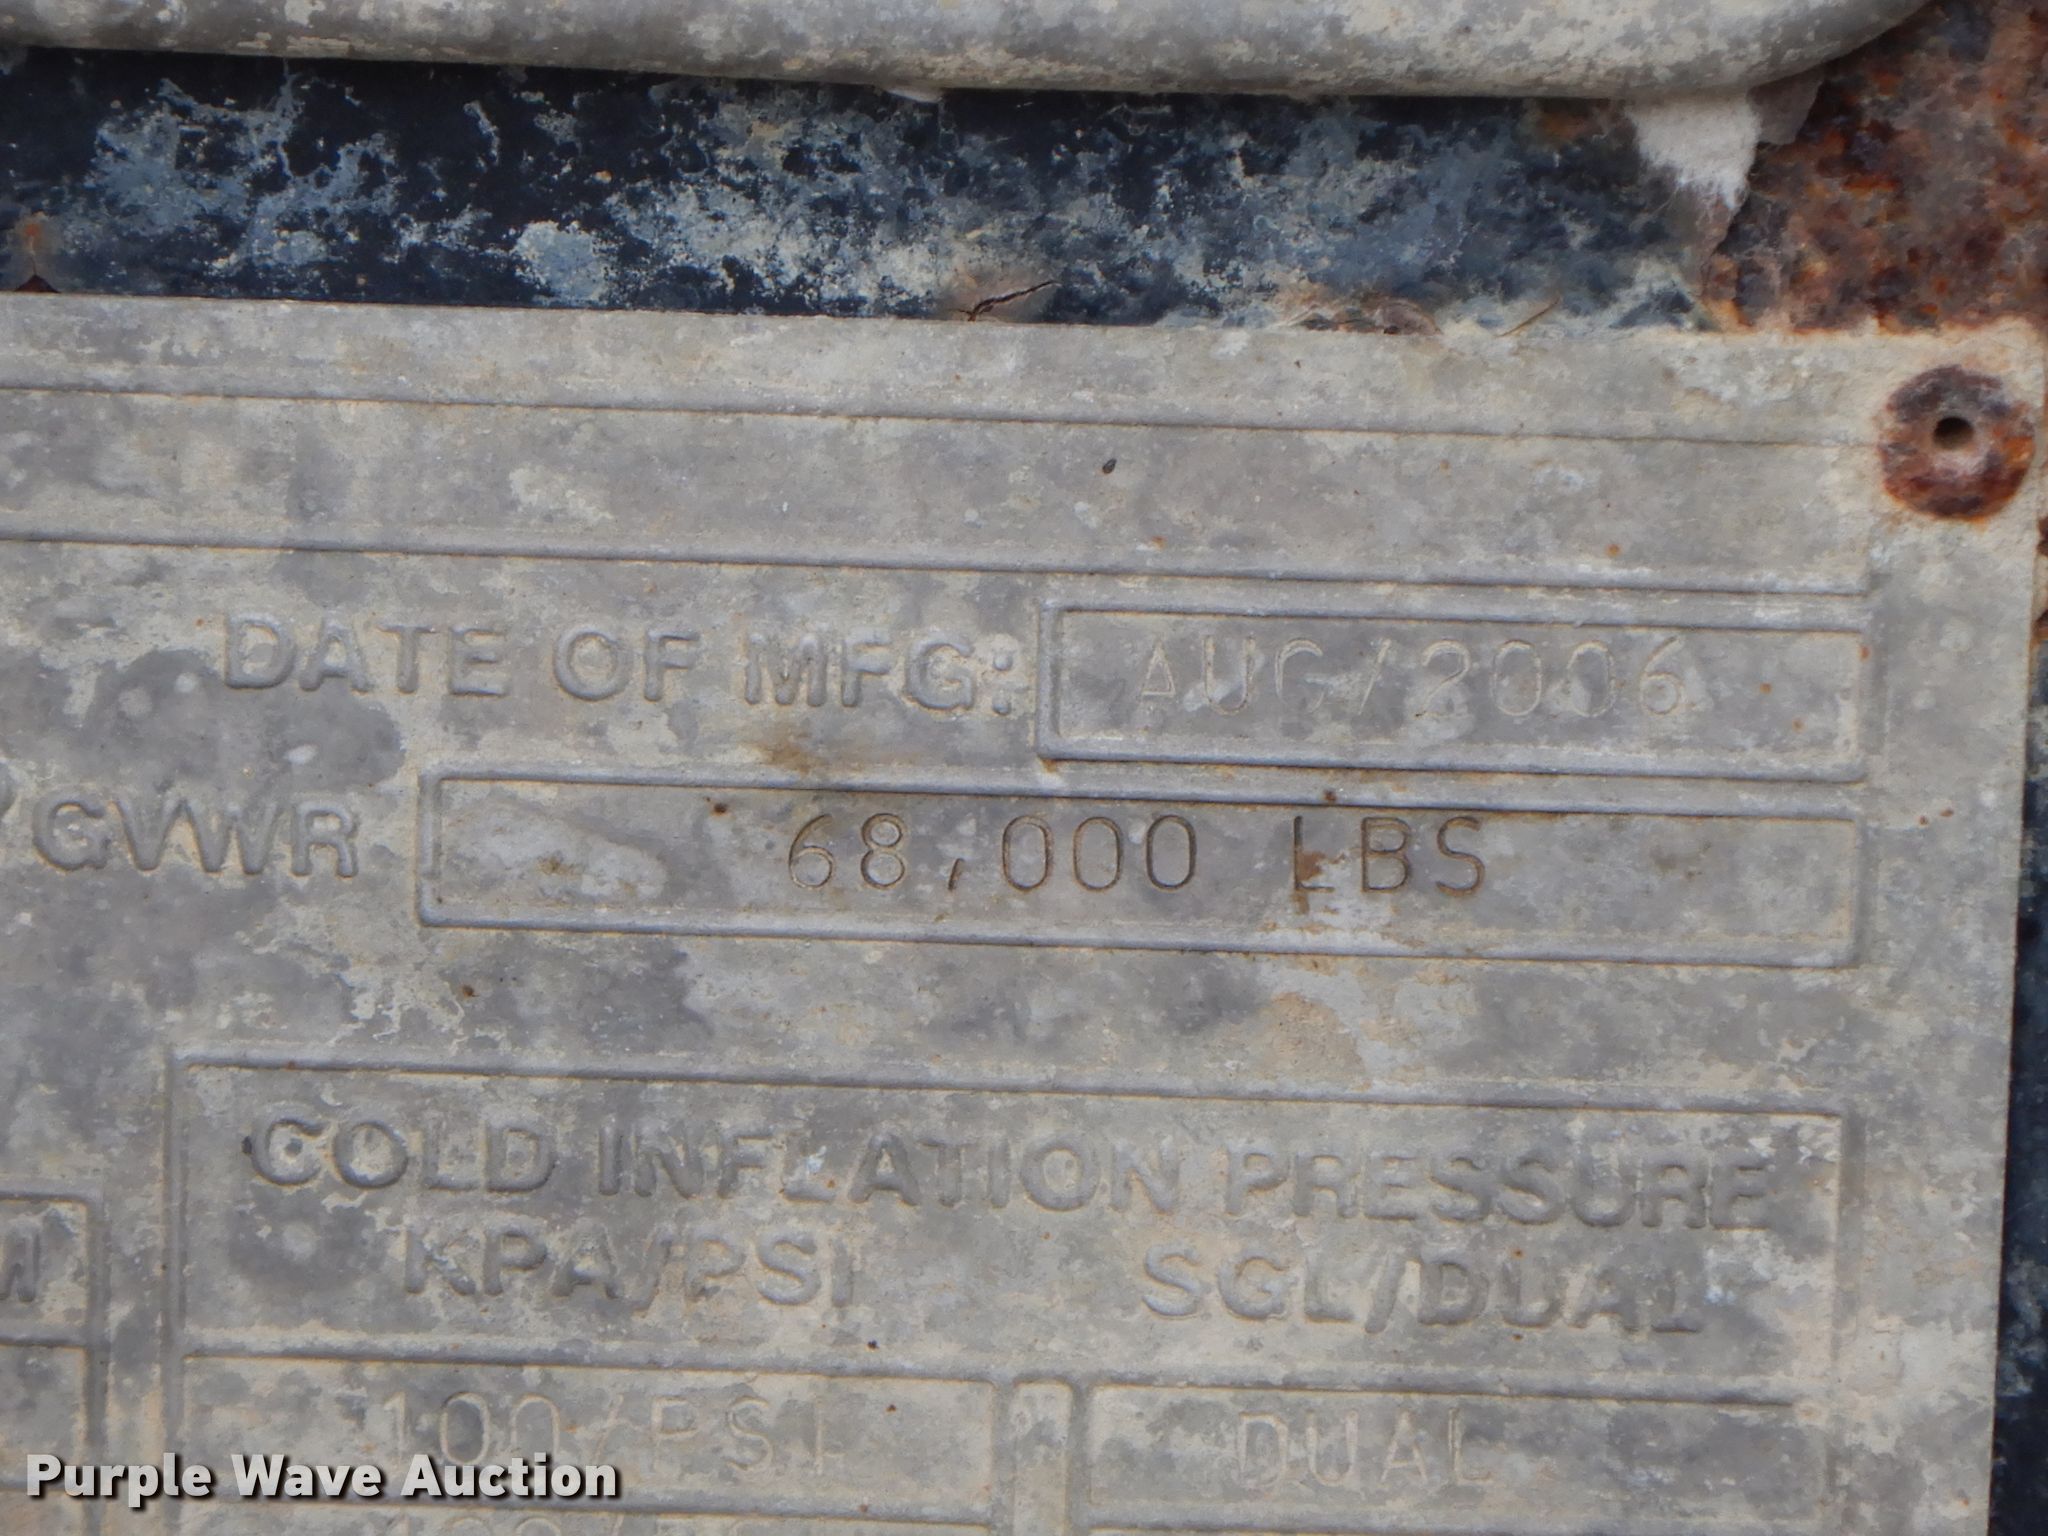 DATE OF MFG: AUG/2006
GVWR 68,000 LBS
COLD INFLATION PRESSURE
KPA/PSI SGL/DUAL
100/PSI DUAL
Purple Wave Auction